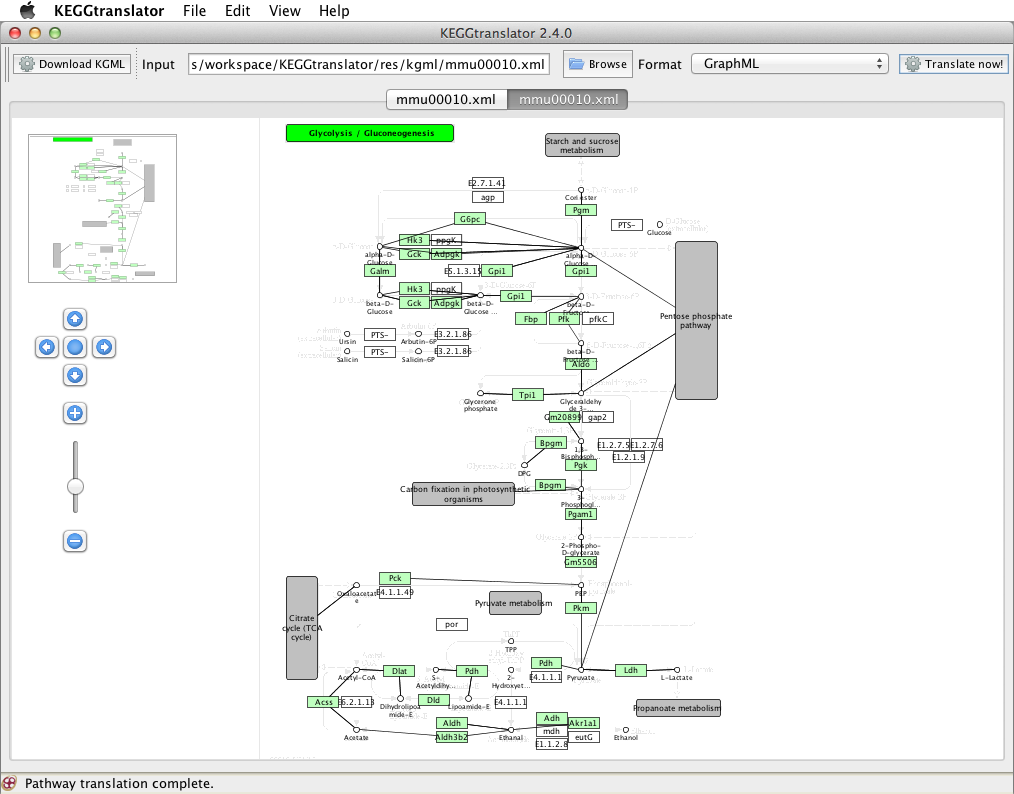 KEGGtranslator File Edit View Help
KEGGtranslator 2.4.0
Download KGML Input s/workspace/KEGGtranslator/res/kgml/mmu00010.xml Browse Format GraphML Translate now!
mmu00010.xml mmu00010.xml
Glycolysis / Gluconeogenesis
Starch and sucrose
metabolism
E2.7.1.41
agp
Pgm
G6pc
PTS-
Glucose
Hk3 ppgK
Gck Adpgk
alpha-D-
Glucose
alpha-D-
Glucose
Galm
E5.1.3.15 Gpi1
Gpi1
Hk3 ppgK
Gck Adpgk
Gpi1
beta-D-
Glucose
beta-D-
Glucose ...
beta-D-
Fbp Pfk pfkC
Pentose phosphate
pathway
Ursin
PTS-
Arbutin-6P
E3.2.1.86
Salicin
PTS-
Salicin-6P
E3.2.1.86
beta-D-
Aldo
Tpi1
Glycerone
phosphate
Glyceraldehy
de 3-...
Gm20899 gap2
Bpgm
E1.2.7.5 E1.2.7.6
E1.2.1.9
1,3-
Bisphosph...
Pgk
DPG
Bpgm
Carbon fixation in photosynthetic
organisms
3-
Phosphogl...
Pgam1
2-Phospho-
D-glycerate
Gm5506
Pck
E4.1.1.49
Oxaloacetat
e
PEP
Pyruvate metabolism
Pkm
Citrate
cycle (TCA
cycle)
por
TPP
Acetyl-CoA
Dlat
S-
Acetyldihy...
Pdh
2-
Hydroxyet...
Pdh
E4.1.1.1
Pyruvate
Ldh
L-Lactate
Acss
E6.2.1.13
Dihydrolipoa
mide-E
Dld
Lipoamide-E
E4.1.1.1
Propanoate metabolism
Acetate
Aldh
Aldh3b2
Ethanal
Adh
mdh
E1.1.2.8
Akr1a1
eutG
Ethanol
Pathway translation complete.